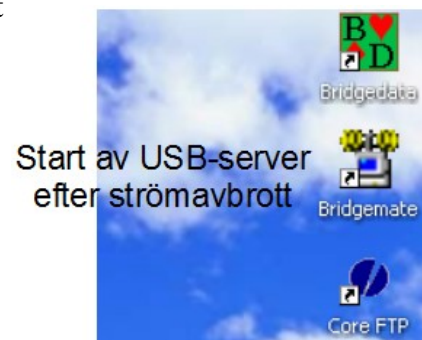 t
B
D
Bridgedata
Start av USB-server
efter strömavbrott
Bridgemate
Core FTP